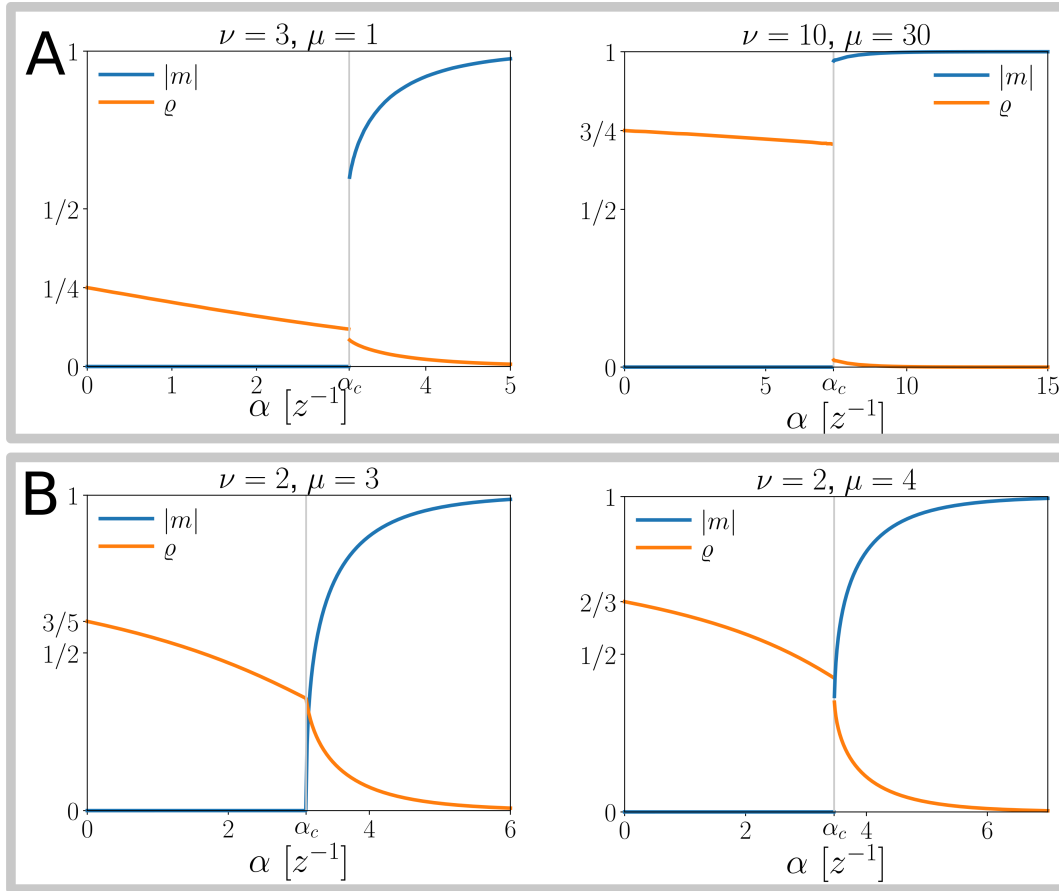 A
ν = 3, μ = 1
1
|m|
ϱ
1/2
1/4
0
0
1
2
α_c
4
5
α [z⁻¹]
ν = 10, μ = 30
1
|m|
ϱ
3/4
1/2
0
0
5
α_c
10
15
α [z⁻¹]
B
ν = 2, μ = 3
1
|m|
ϱ
3/5
1/2
0
0
2
α_c
4
6
α [z⁻¹]
ν = 2, μ = 4
1
|m|
ϱ
2/3
1/2
0
0
2
α_c
4
6
α [z⁻¹]